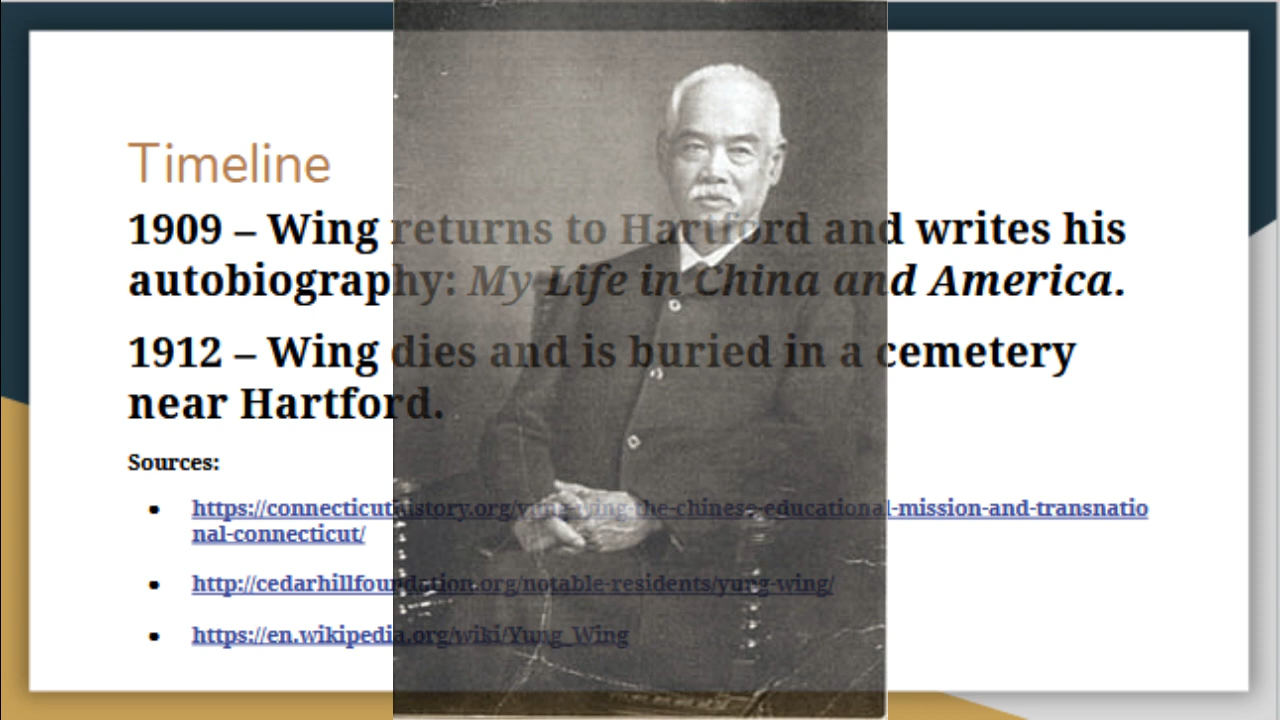 Timeline
1909 – Wing returns to Hartford and writes his
autobiography: My Life in China and America.
1912 – Wing dies and is buried in a cemetery
near Hartford.
Sources:
https://connecticuthistory.org/yung-wing-the-chinese-educational-mission-and-transnatio
nal-connecticut/
http://cedarhillfoundation.org/notable-residents/yung-wing/
https://en.wikipedia.org/wiki/Yung_Wing